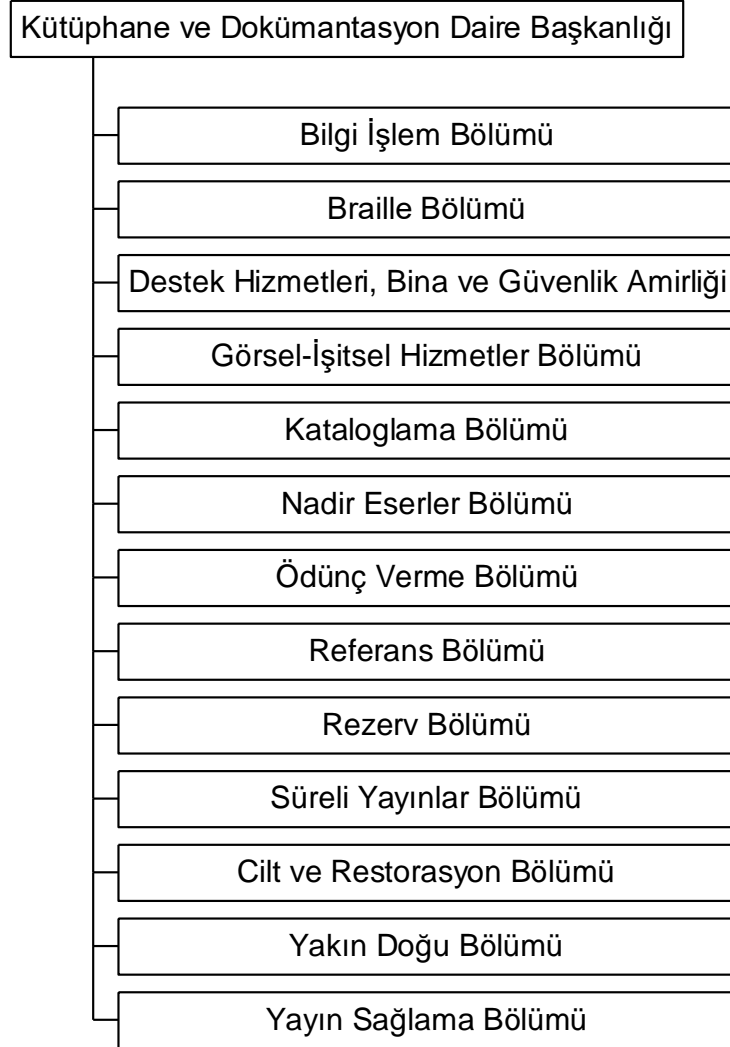 Kütüphane ve Dokümantasyon Daire Başkanlığı
Bilgi İşlem Bölümü
Braille Bölümü
Destek Hizmetleri, Bina ve Güvenlik Amirliği
Görsel-İşitsel Hizmetler Bölümü
Kataloglama Bölümü
Nadir Eserler Bölümü
Ödünç Verme Bölümü
Referans Bölümü
Rezerv Bölümü
Süreli Yayınlar Bölümü
Cilt ve Restorasyon Bölümü
Yakın Doğu Bölümü
Yayın Sağlama Bölümü